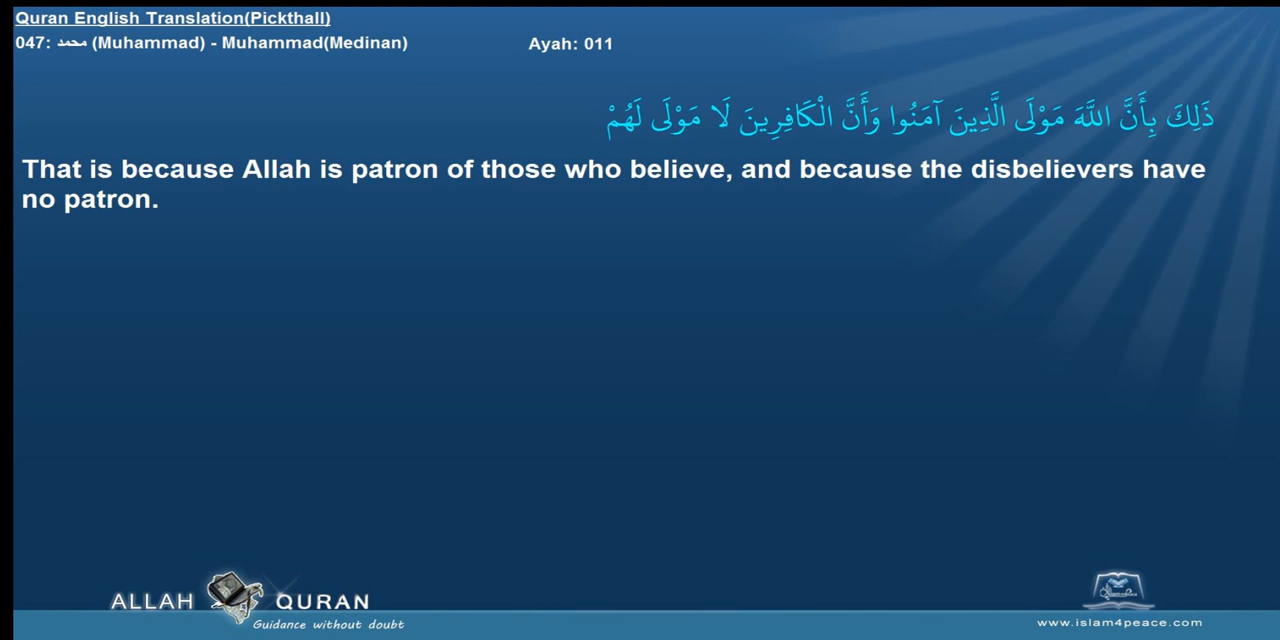 Quran English Translation(Pickthall)
047: محمد (Muhammad) - Muhammad(Medinan)
Ayah: 011
ذَلِكَ بِأَنَّ اللَّهَ مَوْلَى الَّذِينَ آمَنُوا وَأَنَّ الْكَافِرِينَ لَا مَوْلَى لَهُمْ
That is because Allah is patron of those who believe, and because the disbelievers have
no patron.
ALLAH QURAN
Guidance without doubt
www.islam4peace.com